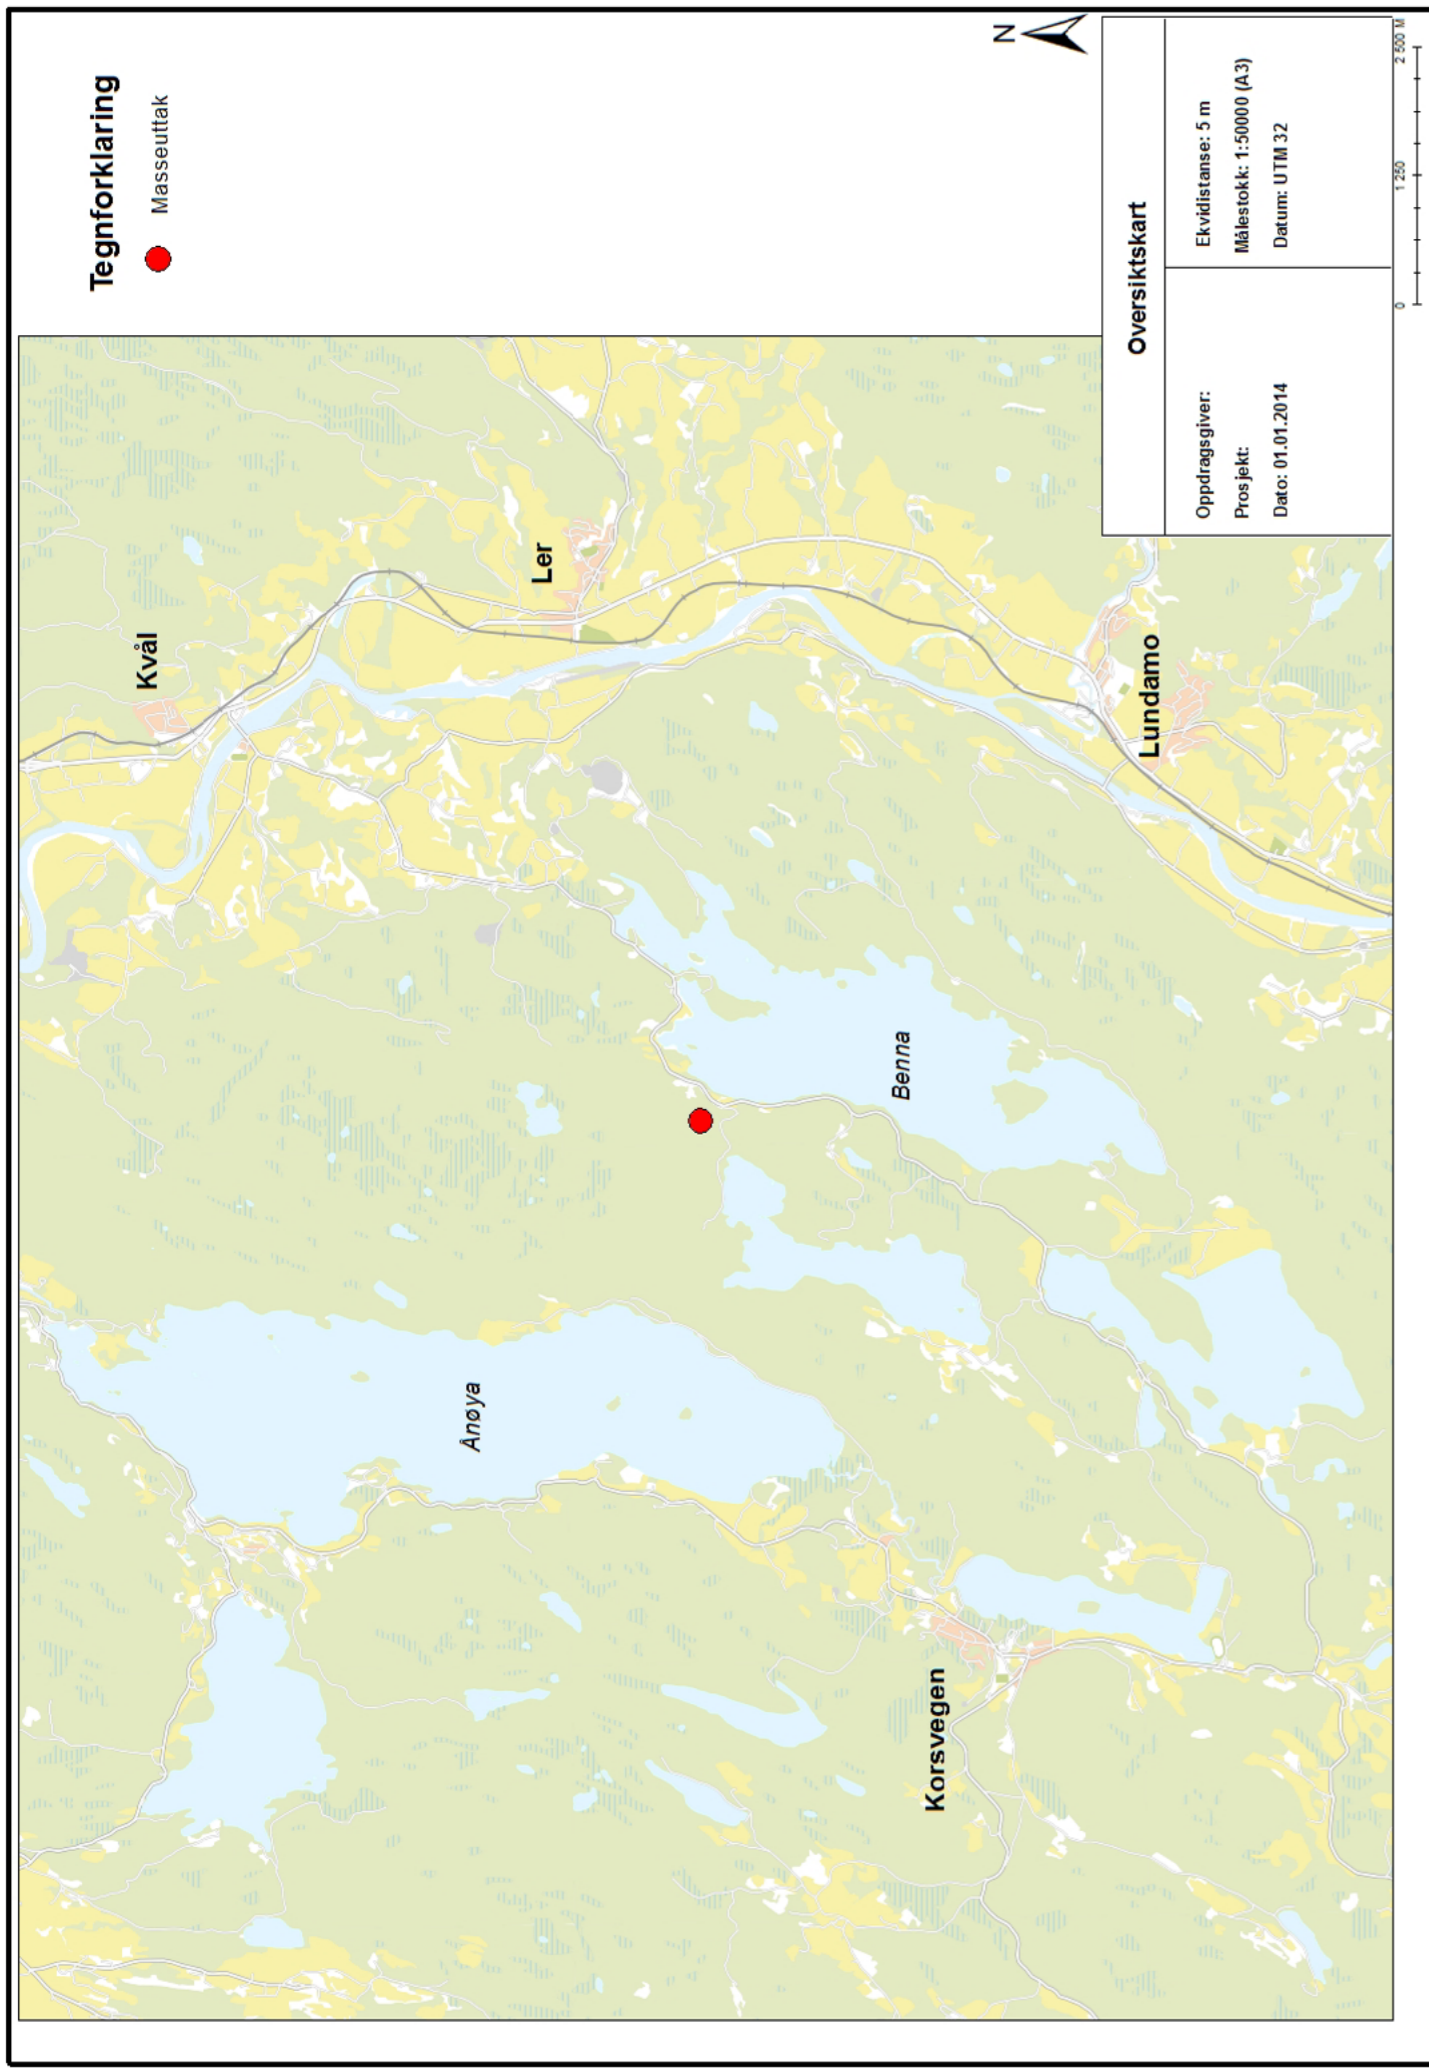 Tegnforklaring
Masseuttak
N
Kvål
Ler
Lundamo
Benna
Ånøya
Korsvegen
Oversiktskart
Oppdragsgiver:
Prosjekt:
Dato: 01.01.2014
Ekvidistanse: 5 m
Målestokk: 1:50000 (A3)
Datum: UTM 32
0 1 250 2 500 M